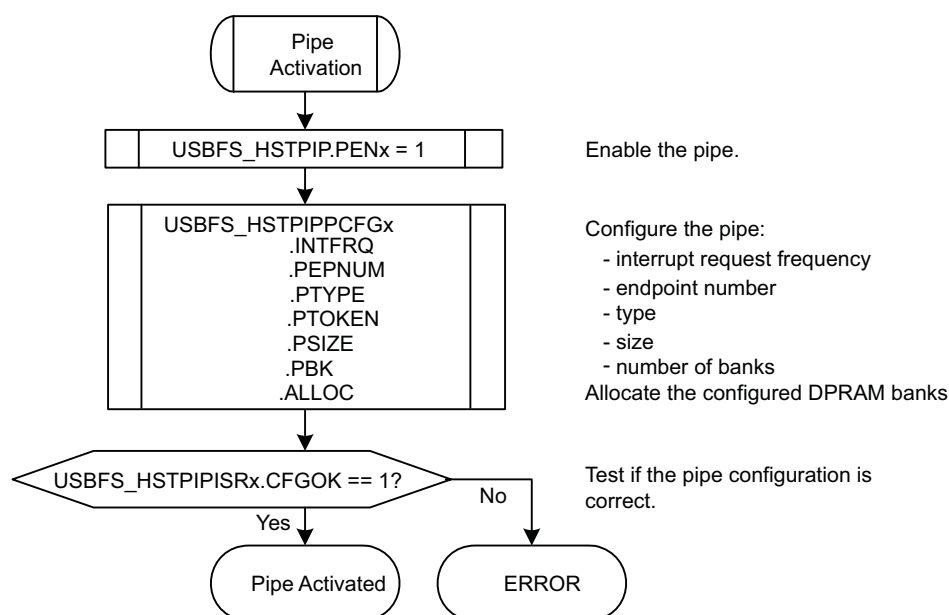 Pipe
Activation
USBFS_HSTPIP.PENx = 1
Enable the pipe.
USBFS_HSTPIPPCFGx
.INTFRQ
.PEPNUM
.PTYPE
.PTOKEN
.PSIZE
.PBK
.ALLOC
Configure the pipe:
- interrupt request frequency
- endpoint number
- type
- size
- number of banks
Allocate the configured DPRAM banks
USBFS_HSTPIPISRx.CFGOK == 1?
Test if the pipe configuration is
correct.
No
Yes
Pipe Activated
ERROR